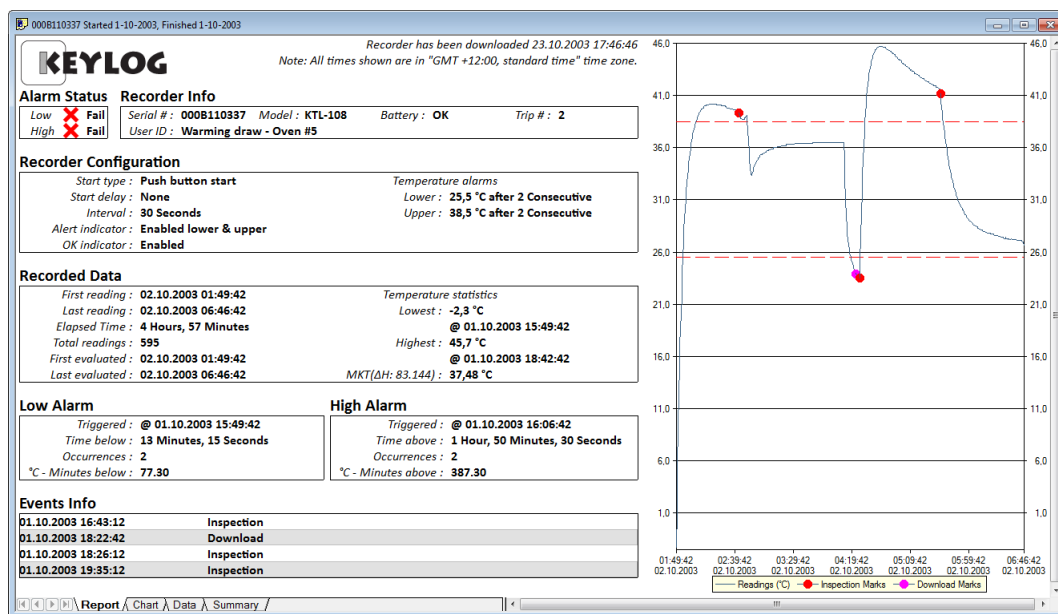 000B110337 Started 1-10-2003, Finished 1-10-2003
KEYLOG
Recorder has been downloaded 23.10.2003 17:46:46
Note: All times shown are in "GMT +12:00, standard time" time zone.
Alarm Status
Low Fail
High Fail
Recorder Info
Serial # : 000B110337 Model : KTL-108 Battery : OK Trip # : 2
User ID : Warming draw - Oven #5
Recorder Configuration
Start type : Push button start
Start delay : None
Interval : 30 Seconds
Alert indicator : Enabled lower & upper
OK indicator : Enabled
Temperature alarms
Lower : 25,5 °C after 2 Consecutive
Upper : 38,5 °C after 2 Consecutive
Recorded Data
First reading : 02.10.2003 01:49:42
Last reading : 02.10.2003 06:46:42
Elapsed Time : 4 Hours, 57 Minutes
Total readings : 595
First evaluated : 02.10.2003 01:49:42
Last evaluated : 02.10.2003 06:46:42
Temperature statistics
Lowest : -2,3 °C
@ 01.10.2003 15:49:42
Highest : 45,7 °C
@ 01.10.2003 18:42:42
MKT(ΔH: 83.144) : 37,48 °C
Low Alarm
Triggered : @ 01.10.2003 15:49:42
Time below : 13 Minutes, 15 Seconds
Occurrences : 2
°C - Minutes below : 77.30
High Alarm
Triggered : @ 01.10.2003 16:06:42
Time above : 1 Hour, 50 Minutes, 30 Seconds
Occurrences : 2
°C - Minutes above : 387.30
Events Info
01.10.2003 16:43:12 Inspection
01.10.2003 18:22:42 Download
01.10.2003 18:26:12 Inspection
01.10.2003 19:35:12 Inspection
46,0 46,0
41,0 41,0
36,0 36,0
31,0 31,0
26,0 26,0
21,0 21,0
16,0 16,0
11,0 11,0
6,0 6,0
1,0 1,0
01:49:42 02:39:42 03:29:42 04:19:42 05:09:42 05:59:42 06:46:42
02.10.2003 02.10.2003 02.10.2003 02.10.2003 02.10.2003 02.10.2003 02.10.2003
Readings (°C) Inspection Marks Download Marks
Report Chart Data Summary